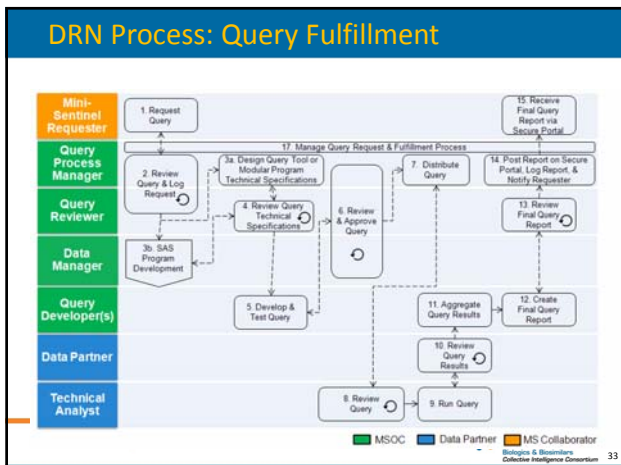 DRN Process: Query Fulfillment
Mini-
Sentinel
Requester
1. Request
Query
15. Receive
Final Query
Report via
Secure Portal
17. Manage Query Request & Fulfillment Process
Query
Process
Manager
2. Review
Query & Log
Request
3a. Design Query Tool or
Modular Program
Technical Specifications
7. Distribute
Query
14. Post Report on Secure
Portal, Log Report, &
Notify Requester
Query
Reviewer
4. Review Query
Technical
Specifications
6. Review
& Approve
Query
13. Review
Final Query
Report
Data
Manager
3b. SAS
Program
Development
Query
Developer(s)
5. Develop &
Test Query
11. Aggregate
Query Results
12. Create
Final Query
Report
Data Partner
10. Review
Query
Results
Technical
Analyst
8. Review
Query
9. Run Query
MSOC
Data Partner
MS Collaborator
Biologics & Biosimilars
Collective Intelligence Consortium
33